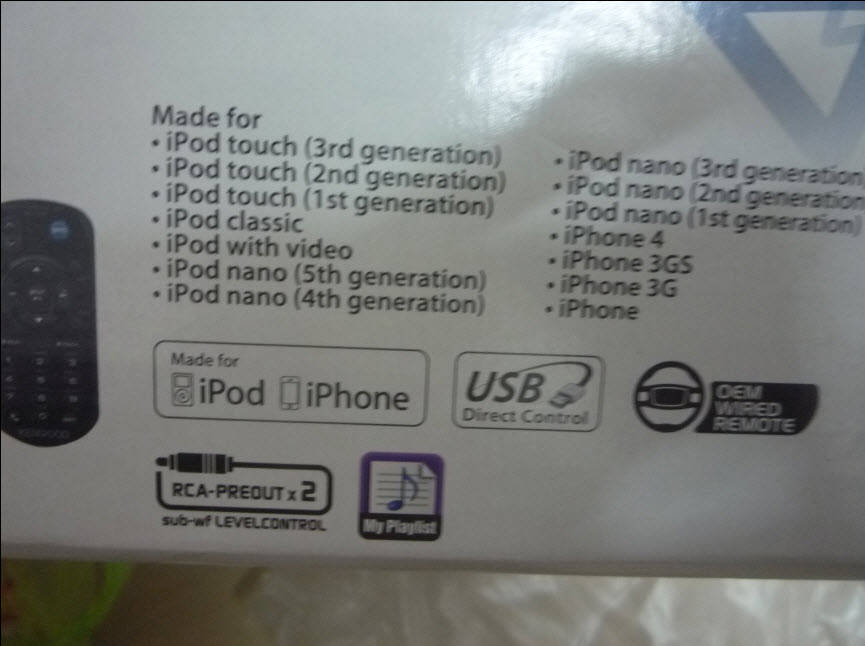 Made for
• iPod touch (3rd generation)
• iPod touch (2nd generation)
• iPod touch (1st generation)
• iPod classic
• iPod with video
• iPod nano (5th generation)
• iPod nano (4th generation)
• iPod nano (3rd generation
• iPod nano (2nd generation
• iPod nano (1st generation)
• iPhone 4
• iPhone 3GS
• iPhone 3G
• iPhone
Made for
iPod iPhone
USB
Direct Control
OEM
WIRED
REMOTE
RCA-PREOUT x 2
sub-wf LEVELCONTROL
My Playlist
KENWOOD